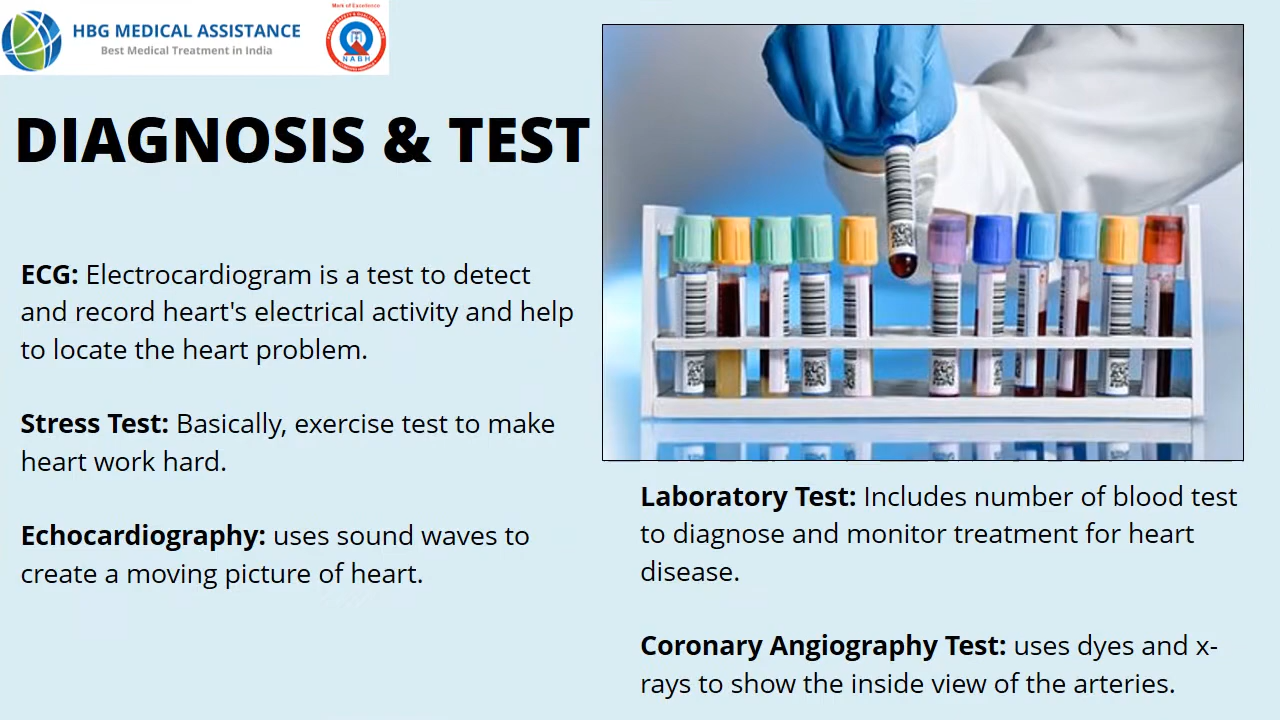 Mark of Excellence
HBG MEDICAL ASSISTANCE
Best Medical Treatment in India
NABH
DIAGNOSIS & TEST
ECG: Electrocardiogram is a test to detect
and record heart's electrical activity and help
to locate the heart problem.
Stress Test: Basically, exercise test to make
heart work hard.
Echocardiography: uses sound waves to
create a moving picture of heart.
Laboratory Test: Includes number of blood test
to diagnose and monitor treatment for heart
disease.
Coronary Angiography Test: uses dyes and x-
rays to show the inside view of the arteries.